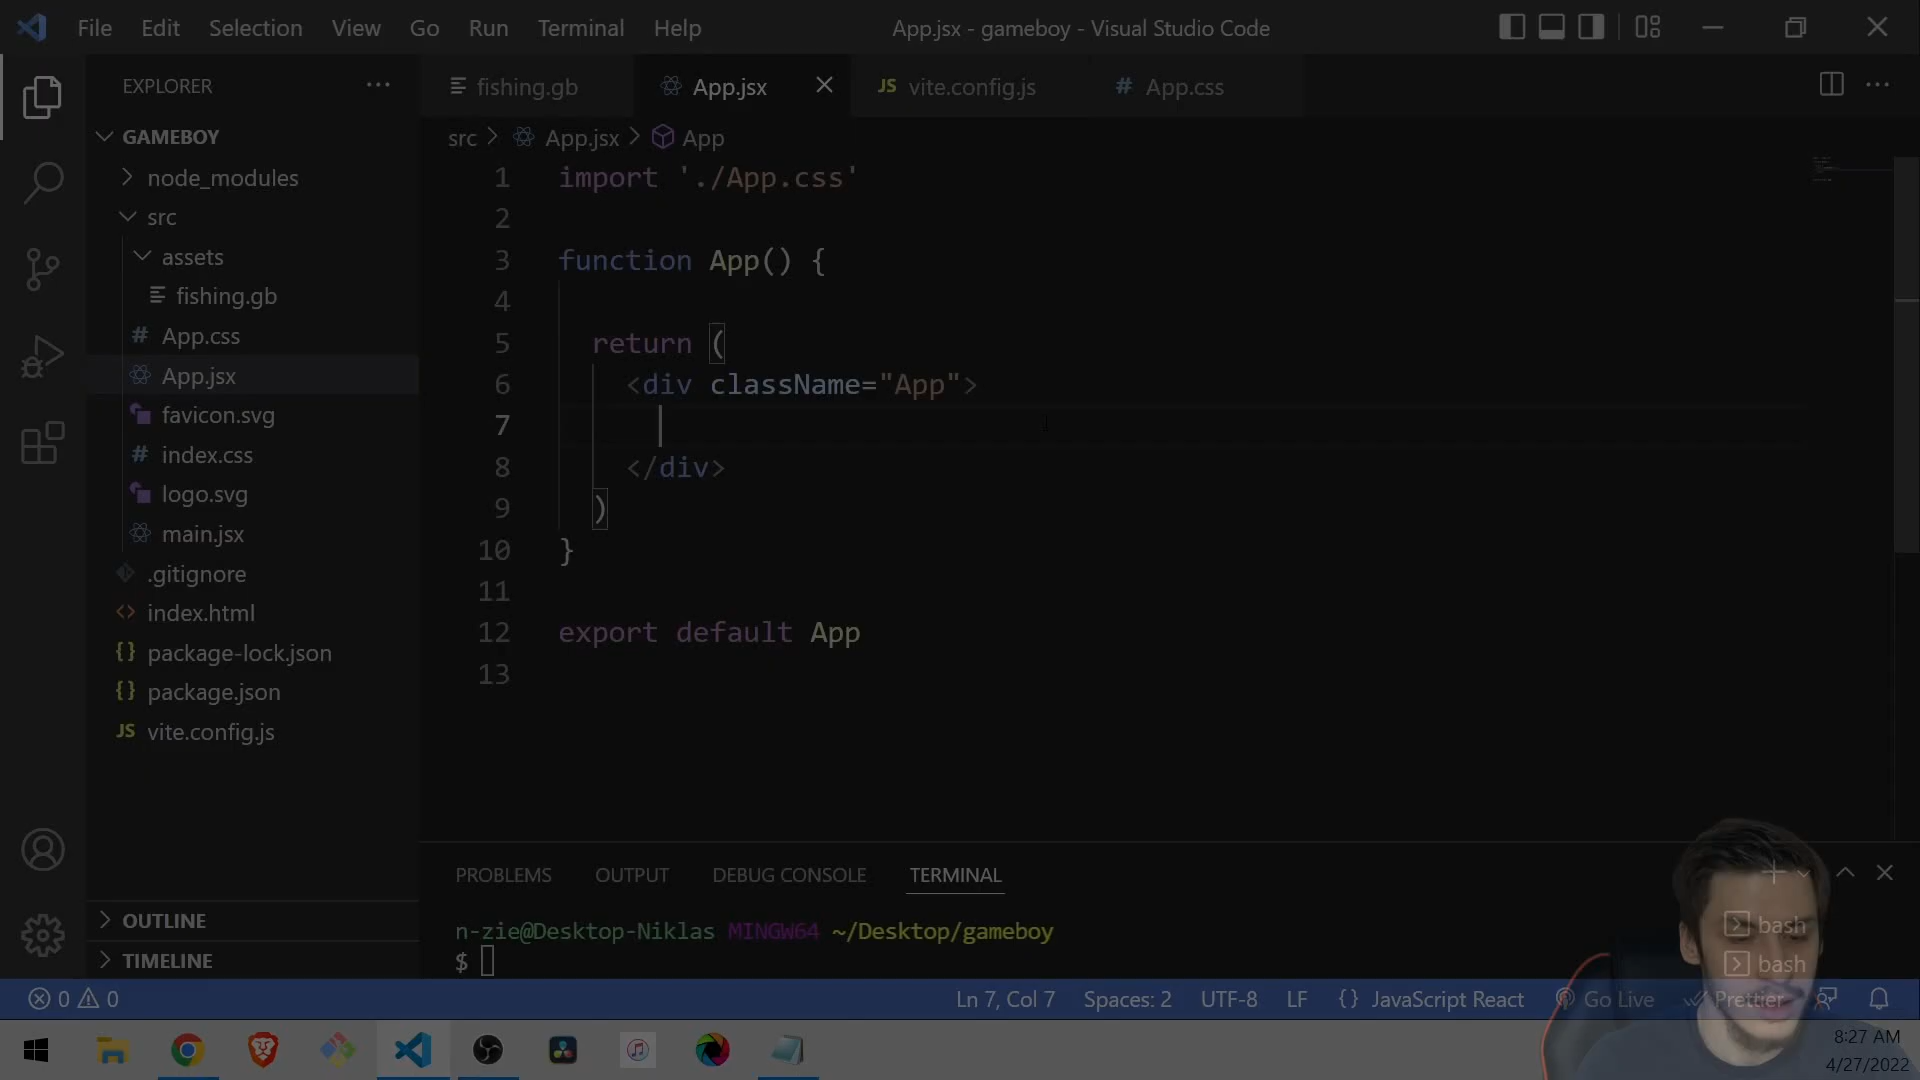 File Edit Selection View Go Run Terminal Help
App.jsx - gameboy - Visual Studio Code
EXPLORER
GAMEBOY
node_modules
src
assets
fishing.gb
App.css
App.jsx
favicon.svg
index.css
logo.svg
main.jsx
.gitignore
index.html
package-lock.json
package.json
JS vite.config.js
OUTLINE
TIMELINE
fishing.gb App.jsx JS vite.config.js # App.css
src > App.jsx > App
1 import './App.css'
2
3 function App() {
4
5 return (
6 <div className="App">
7
8 </div>
9 )
10 }
11
12 export default App
13
PROBLEMS OUTPUT DEBUG CONSOLE TERMINAL
n-zie@Desktop-Niklas MINGW64 ~/Desktop/gameboy
$
bash
bash
0 0 Ln 7, Col 7 Spaces: 2 UTF-8 LF {} JavaScript React Go Live Prettier
8:27 AM
4/27/2022